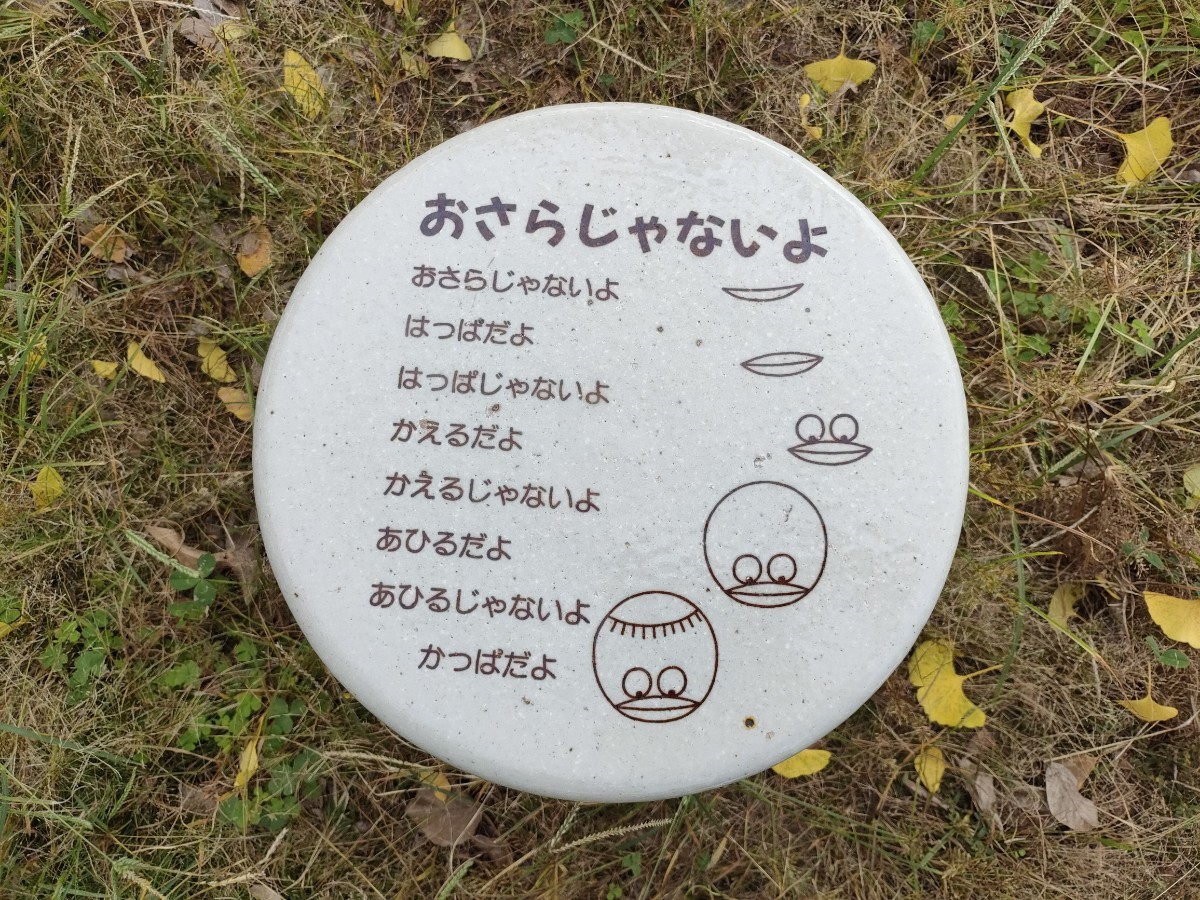 おさらじゃないよ
おさらじゃないよ
はっぱだよ
はっぱじゃないよ
かえるだよ
かえるじゃないよ
あひるだよ
あひるじゃないよ
かっぱだよ